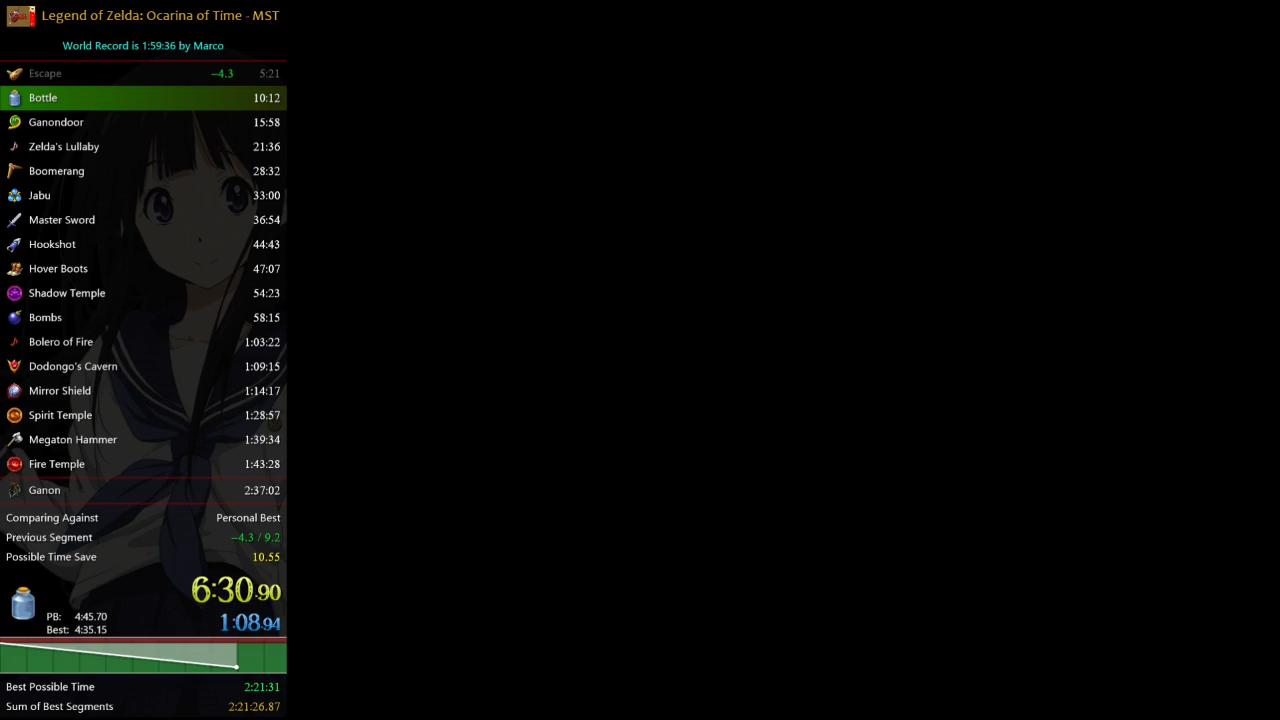 Legend of Zelda: Ocarina of Time - MST
World Record is 1:59:36 by Marco
Escape −4.3 5:21
Bottle 10:12
Ganondoor 15:58
Zelda's Lullaby 21:36
Boomerang 28:32
Jabu 33:00
Master Sword 36:54
Hookshot 44:43
Hover Boots 47:07
Shadow Temple 54:23
Bombs 58:15
Bolero of Fire 1:03:22
Dodongo's Cavern 1:09:15
Mirror Shield 1:14:17
Spirit Temple 1:28:57
Megaton Hammer 1:39:34
Fire Temple 1:43:28
Ganon 2:37:02
Comparing Against Personal Best
Previous Segment −4.3 / 9.2
Possible Time Save 10.55
6:30.90
PB: 4:45.70 1:08.94
Best: 4:35.15
Best Possible Time 2:21:31
Sum of Best Segments 2:21:26.87